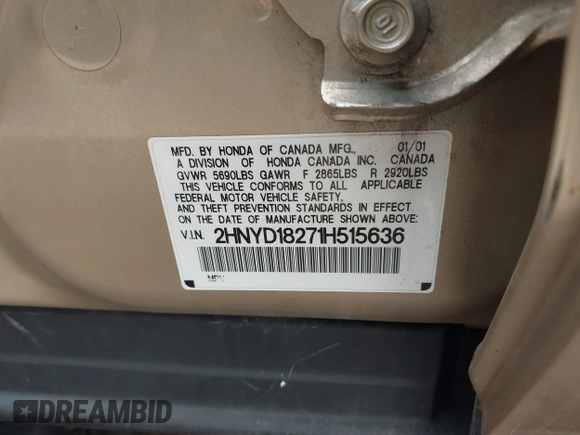 MFD. BY HONDA OF CANADA MFG., 01/01
A DIVISION OF HONDA CANADA INC. CANADA
GVWR 5690LBS GAWR F 2865LBS R 2920LBS
THIS VEHICLE CONFORMS TO ALL APPLICABLE
FEDERAL MOTOR VEHICLE SAFETY,
AND THEFT PREVENTION STANDARDS IN EFFECT
ON THE DATE OF MANUFACTURE SHOWN ABOVE:
V.I.N. 2HNYD18271H515636
DREAMBID